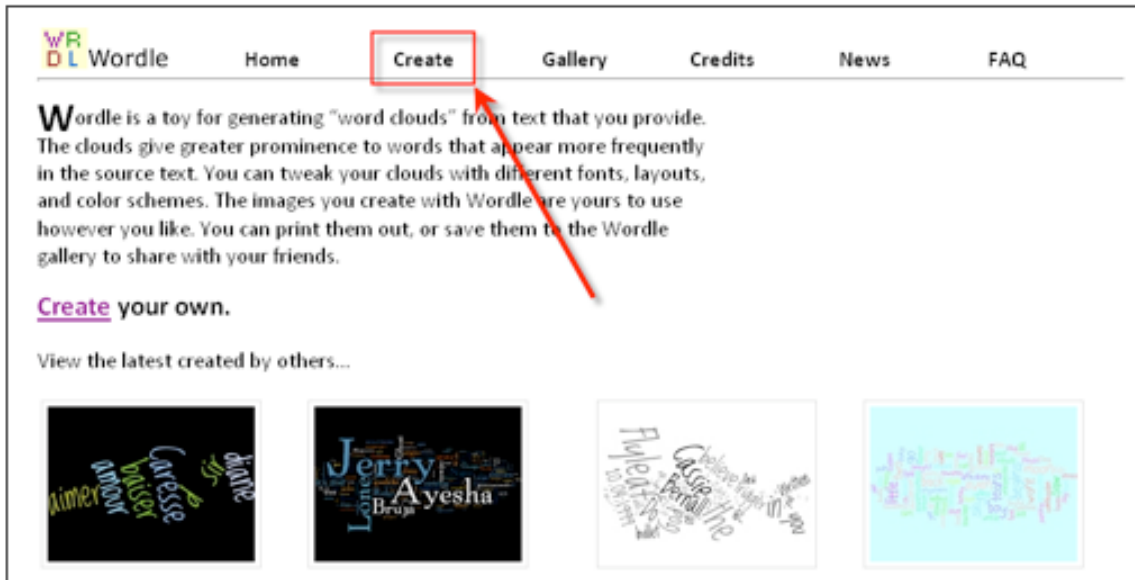 WR
DL Wordle Home Create Gallery Credits News FAQ
Wordle is a toy for generating "word clouds" from text that you provide.
The clouds give greater prominence to words that appear more frequently
in the source text. You can tweak your clouds with different fonts, layouts,
and color schemes. The images you create with Wordle are yours to use
however you like. You can print them out, or save them to the Wordle
gallery to share with your friends.
Create your own.
View the latest created by others...
aimer amour baiser Caresse diane
Jerry Ayesha Bruja
Cassie the believe in you